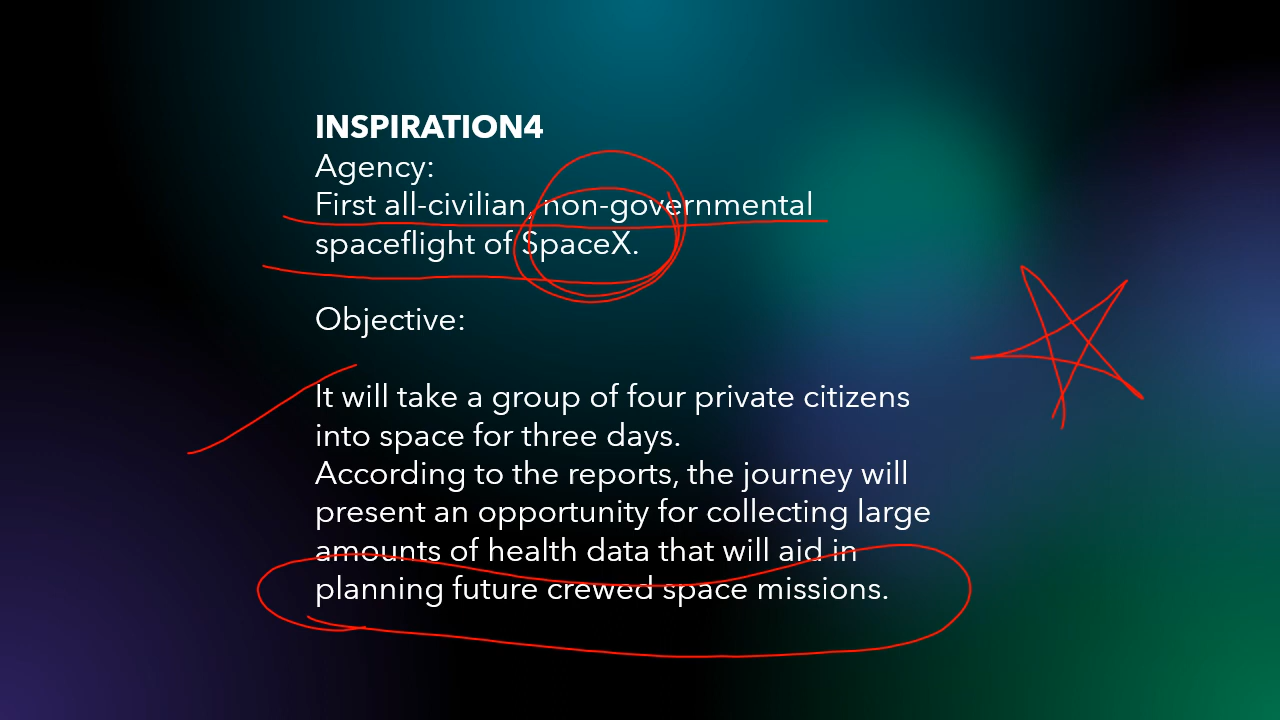 INSPIRATION4
Agency:
First all-civilian, non-governmental
spaceflight of SpaceX.
Objective:
It will take a group of four private citizens
into space for three days.
According to the reports, the journey will
present an opportunity for collecting large
amounts of health data that will aid in
planning future crewed space missions.